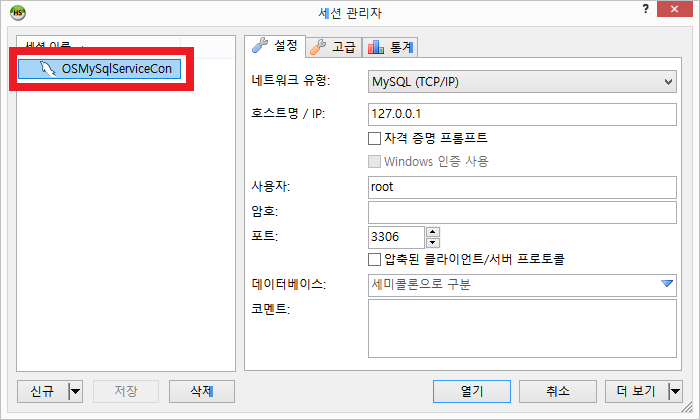 HS
세션 관리자
?
세션 이름
OSMySqlServiceCon
설정
고급
통계
네트워크 유형:
MySQL (TCP/IP)
호스트명 / IP:
127.0.0.1
자격 증명 프롬프트
Windows 인증 사용
사용자:
root
암호:
포트:
3306
압축된 클라이언트/서버 프로토콜
데이터베이스:
세미콜론으로 구분
코멘트:
신규
저장
삭제
열기
취소
더 보기